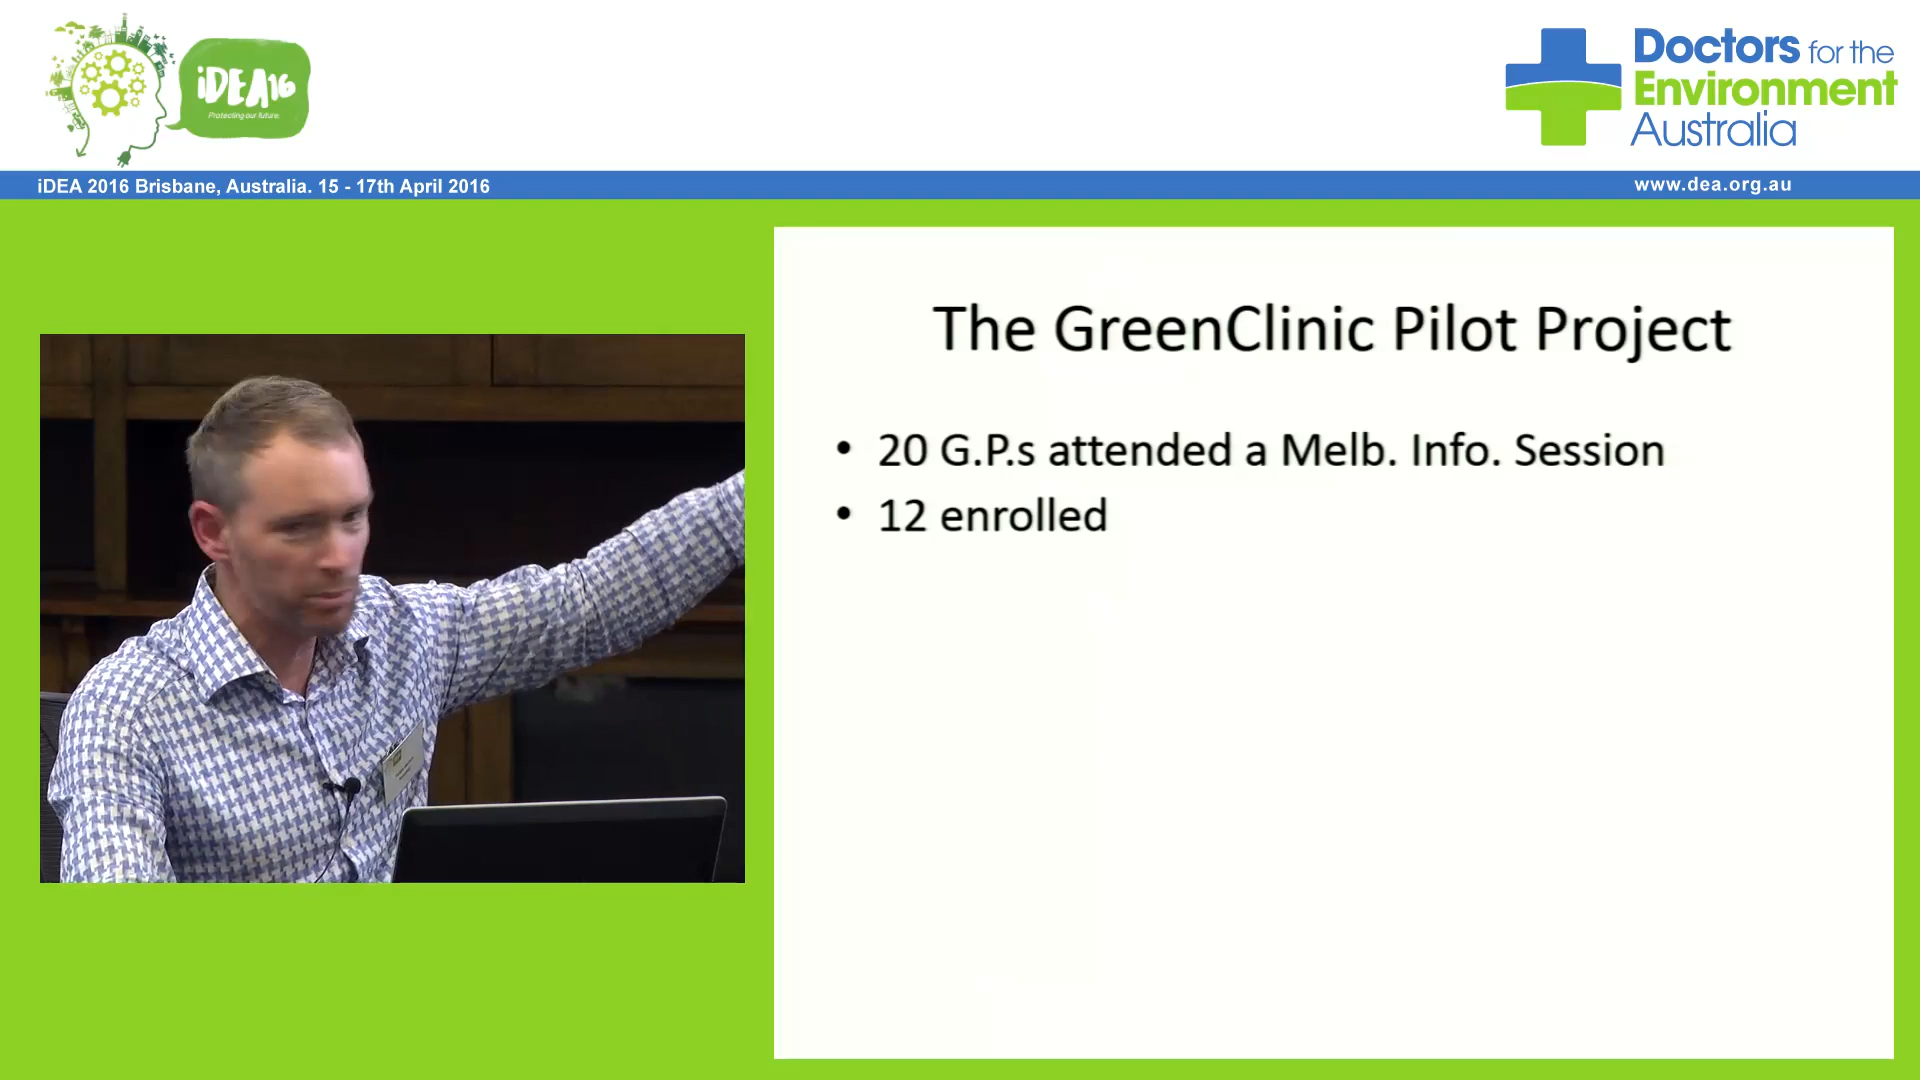 iDEA16
Protecting our future.
Doctors for the
Environment
Australia
iDEA 2016 Brisbane, Australia. 15 - 17th April 2016
www.dea.org.au
The GreenClinic Pilot Project
• 20 G.P.s attended a Melb. Info. Session
• 12 enrolled